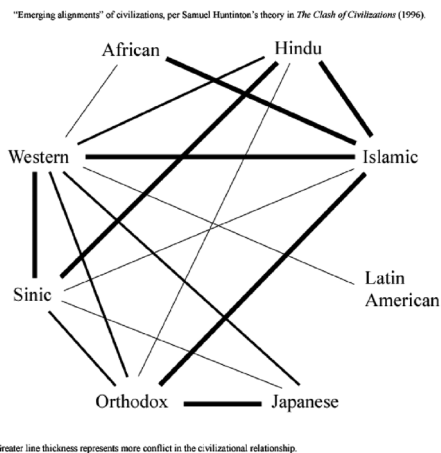 "Emerging alignments" of civilizations, per Samuel Huntinton's theory in The Clash of Civilizations (1996).
African
Hindu
Western
Islamic
Sinic
Latin
American
Orthodox
Japanese
reater line thickness represents more conflict in the civilizational relationship.